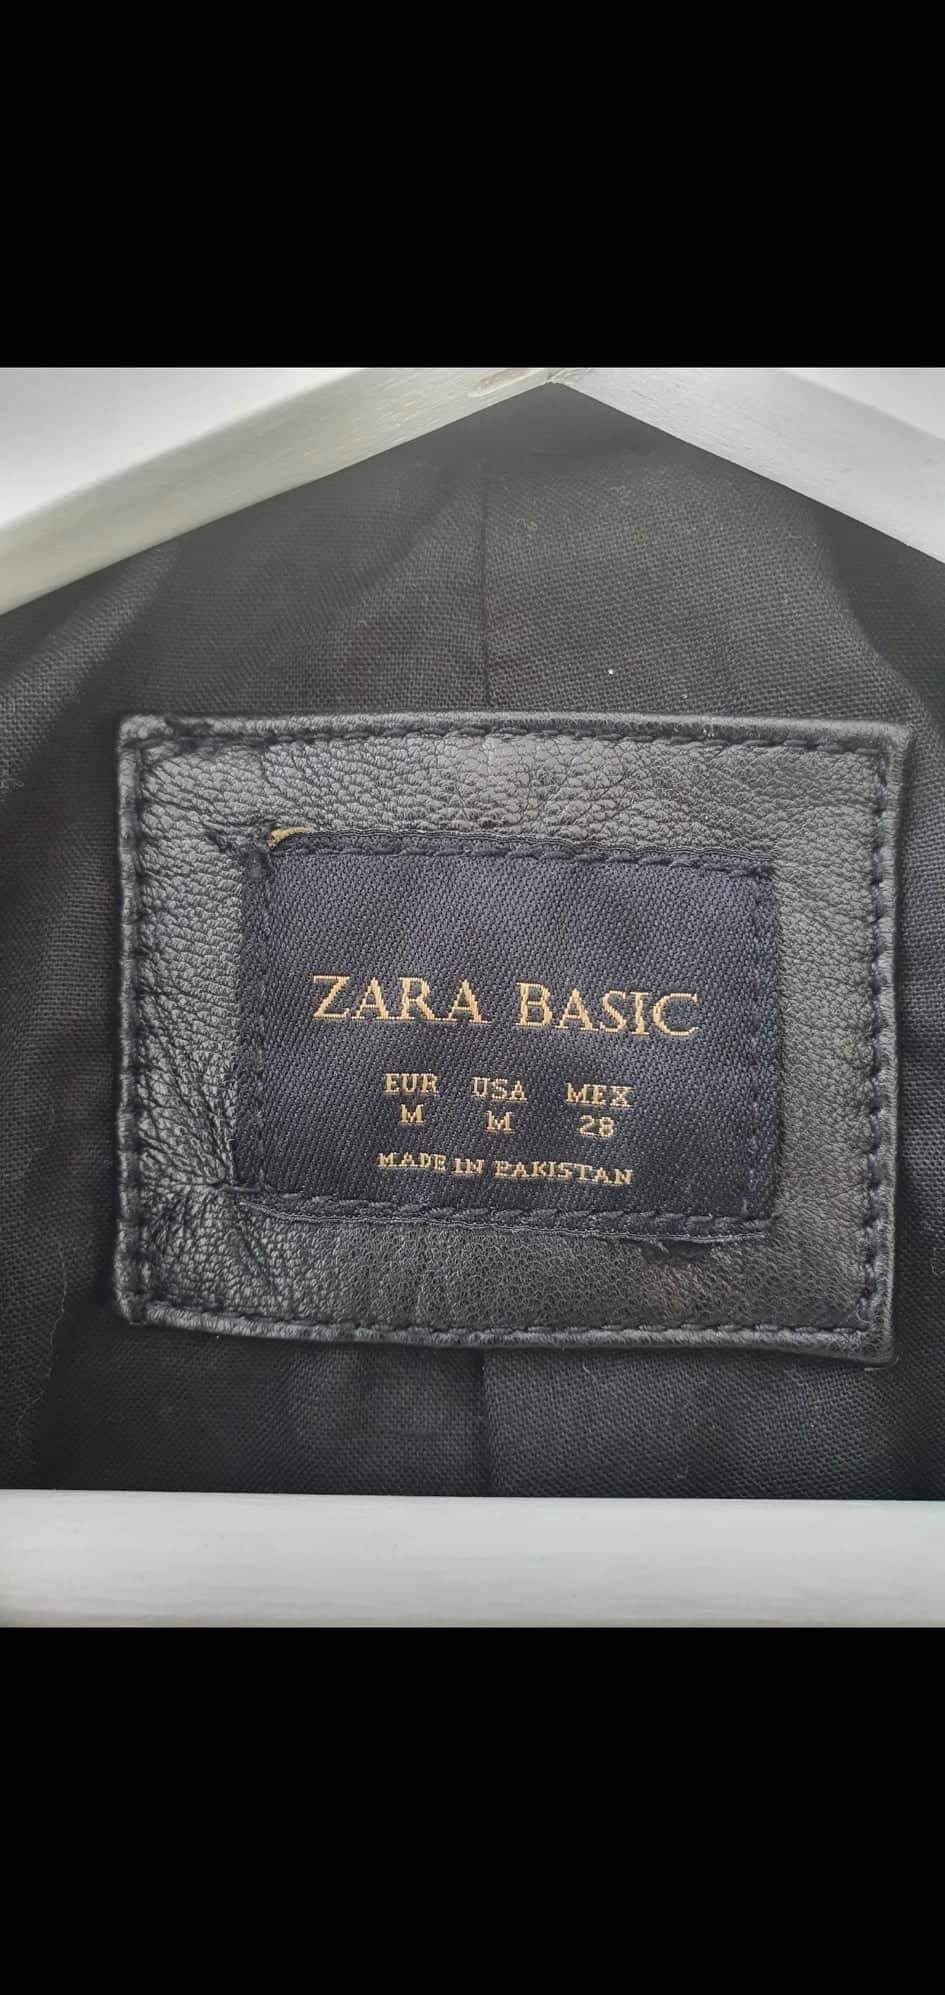 ZARA BASIC
EUR USA MEX
M M 28
MADE IN PAKISTAN